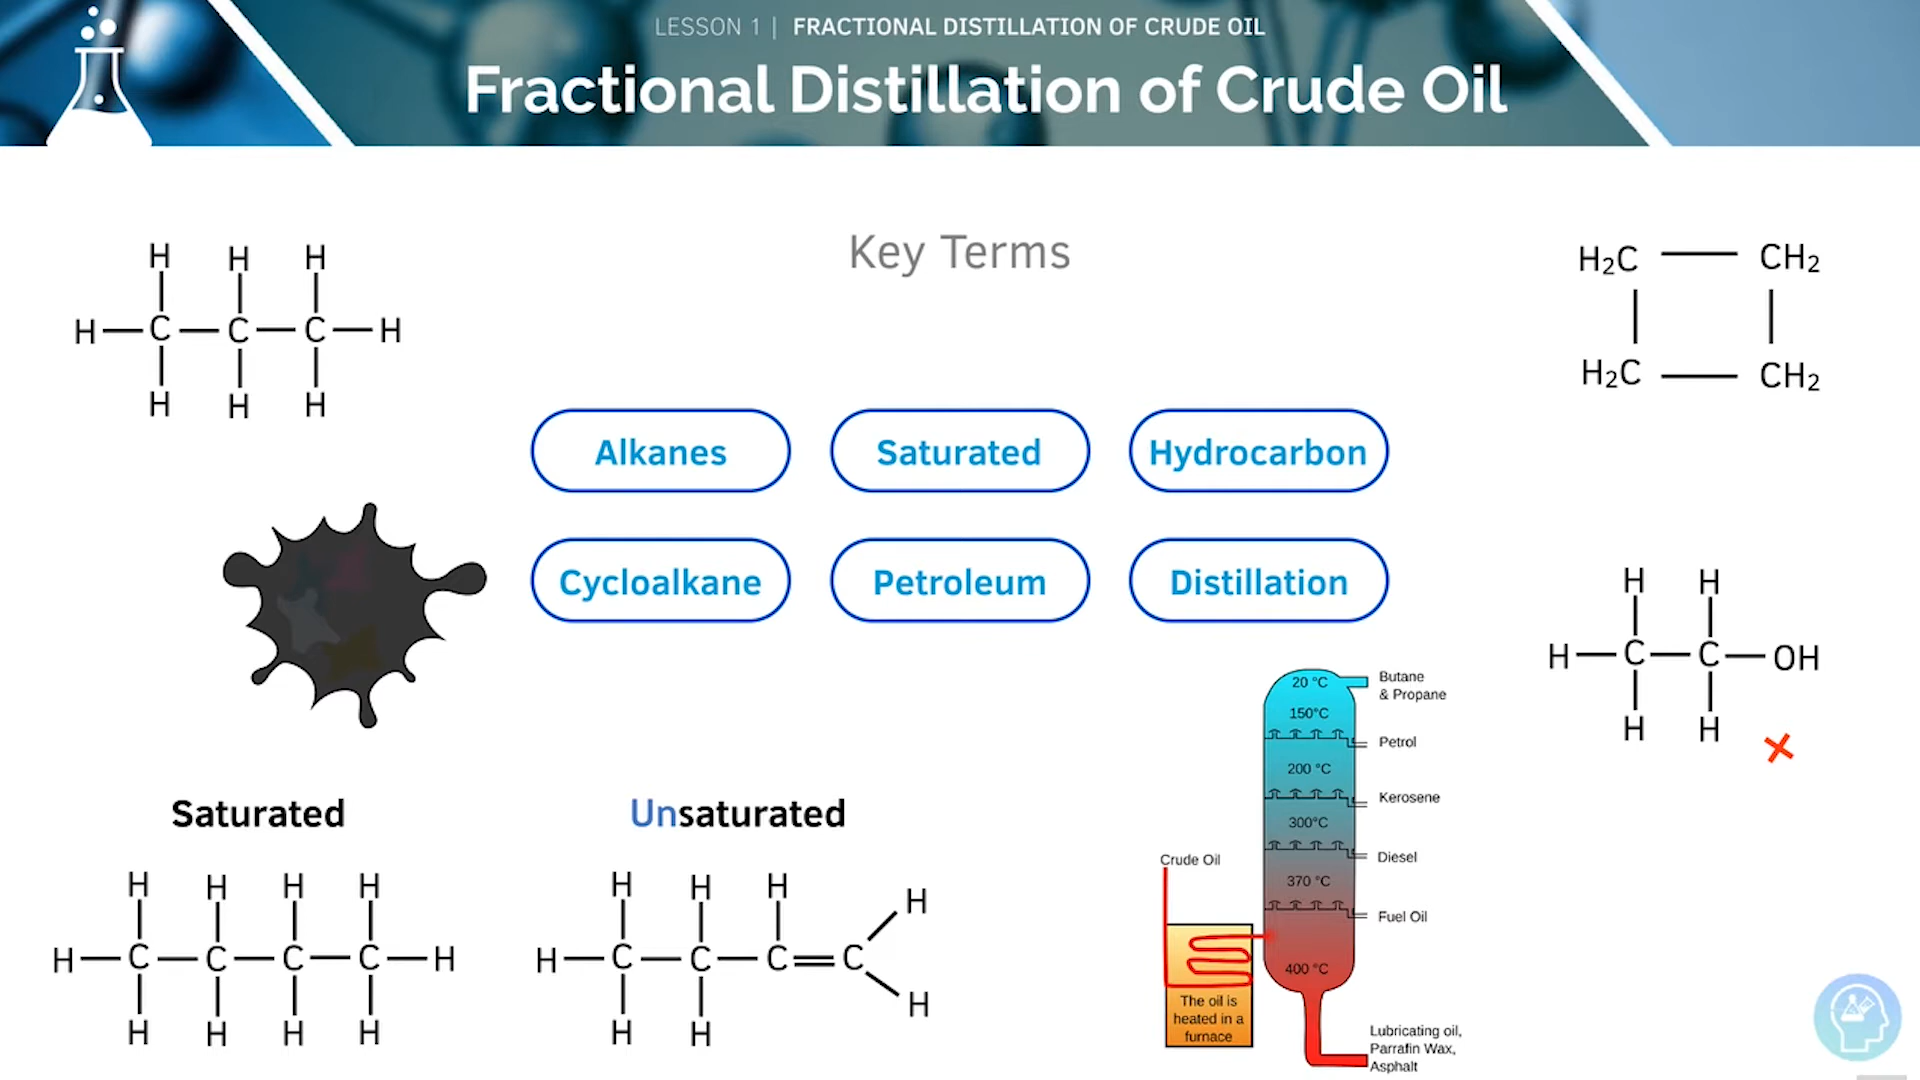 LESSON 1 | FRACTIONAL DISTILLATION OF CRUDE OIL
Fractional Distillation of Crude Oil
Key Terms
H H H
H C C C H
H H H
H₂C CH₂
H₂C CH₂
Alkanes
Saturated
Hydrocarbon
Cycloalkane
Petroleum
Distillation
H H
H C C OH
H H
Saturated
H H H H
H C C C C H
H H H H
Unsaturated
H H H H
H C C C C
H H H
20 °C
Butane
& Propane
150°C
Petrol
200 °C
Kerosene
300°C
Diesel
370 °C
Fuel Oil
400 °C
Crude Oil
The oil is
heated in a
furnace
Lubricating oil,
Parrafin Wax,
Asphalt